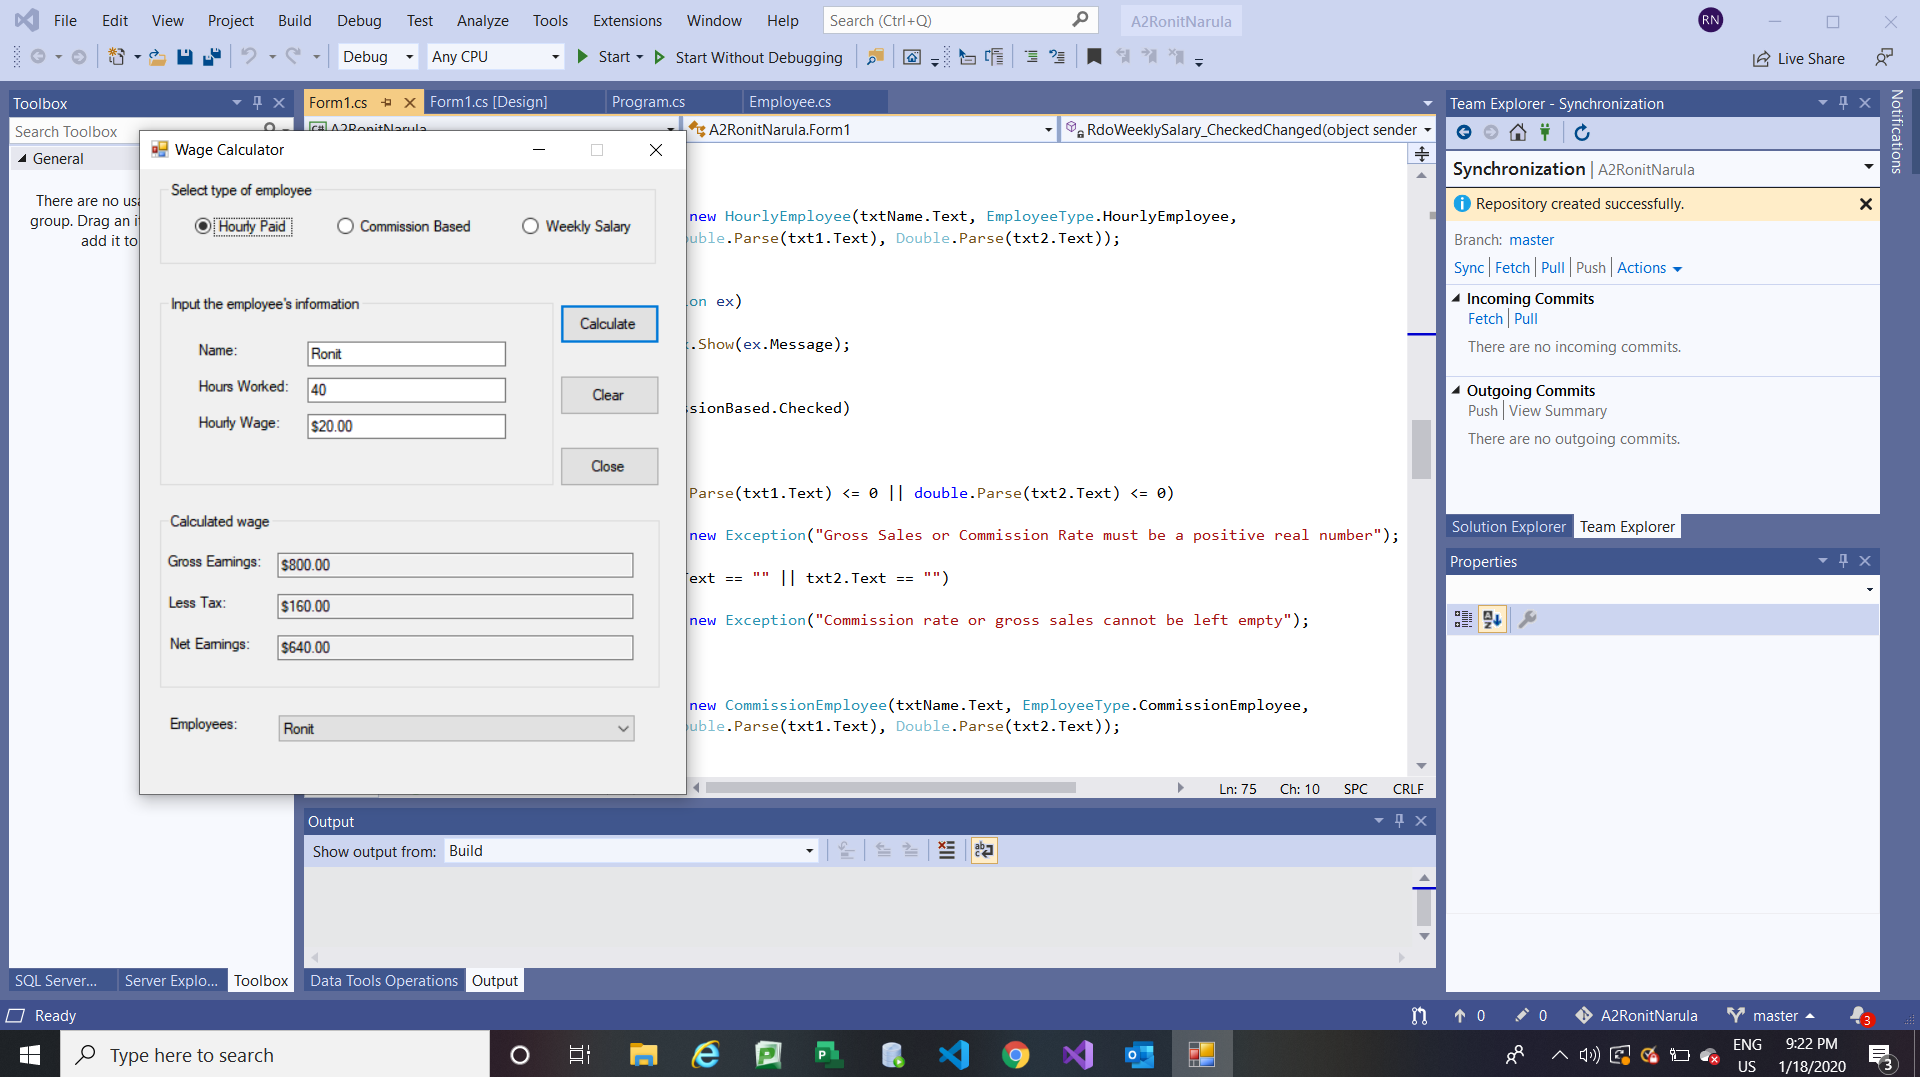 File Edit View Project Build Debug Test Analyze Tools Extensions Window Help Search (Ctrl+Q) A2RonitNarula RN
Debug Any CPU Start Start Without Debugging Live Share
Toolbox
Search Toolbox
General
There are no us
group. Drag an i
add it to
Form1.cs Form1.cs [Design] Program.cs Employee.cs
A2RonitNarula A2RonitNarula.Form1 RdoWeeklySalary_CheckedChanged(object sender
Wage Calculator
Select type of employee
Hourly Paid Commission Based Weekly Salary
Input the employee's information
Name: Ronit
Hours Worked: 40
Hourly Wage: $20.00
Calculate
Clear
Close
Calculated wage
Gross Earnings: $800.00
Less Tax: $160.00
Net Earnings: $640.00
Employees: Ronit
new HourlyEmployee(txtName.Text, EmployeeType.HourlyEmployee,
uble.Parse(txt1.Text), Double.Parse(txt2.Text));
on ex)
.Show(ex.Message);
sionBased.Checked)
Parse(txt1.Text) <= 0 || double.Parse(txt2.Text) <= 0)
new Exception("Gross Sales or Commission Rate must be a positive real number");
Text == "" || txt2.Text == "")
new Exception("Commission rate or gross sales cannot be left empty");
new CommissionEmployee(txtName.Text, EmployeeType.CommissionEmployee,
uble.Parse(txt1.Text), Double.Parse(txt2.Text));
Ln: 75 Ch: 10 SPC CRLF
Output
Show output from: Build
SQL Server... Server Explo... Toolbox
Data Tools Operations Output
Team Explorer - Synchronization
Synchronization | A2RonitNarula
Repository created successfully.
Branch: master
Sync Fetch Pull Push Actions
Incoming Commits
Fetch Pull
There are no incoming commits.
Outgoing Commits
Push View Summary
There are no outgoing commits.
Solution Explorer Team Explorer
Properties
Notifications
Ready 0 0 A2RonitNarula master 3
Type here to search
ENG
US
9:22 PM
1/18/2020
3